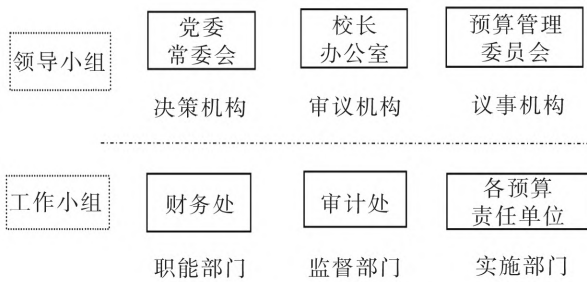 领导小组
党委
常委会
校长
办公室
预算管理
委员会
决策机构
审议机构
议事机构
工作小组
财务处
审计处
各预算
责任单位
职能部门
监督部门
实施部门